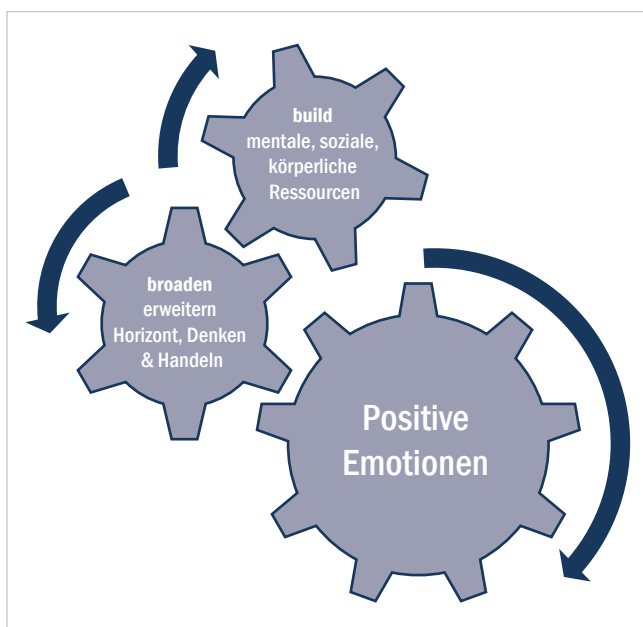 build
mentale, soziale,
körperliche
Ressourcen
broaden
erweitern
Horizont, Denken
& Handeln
Positive
Emotionen